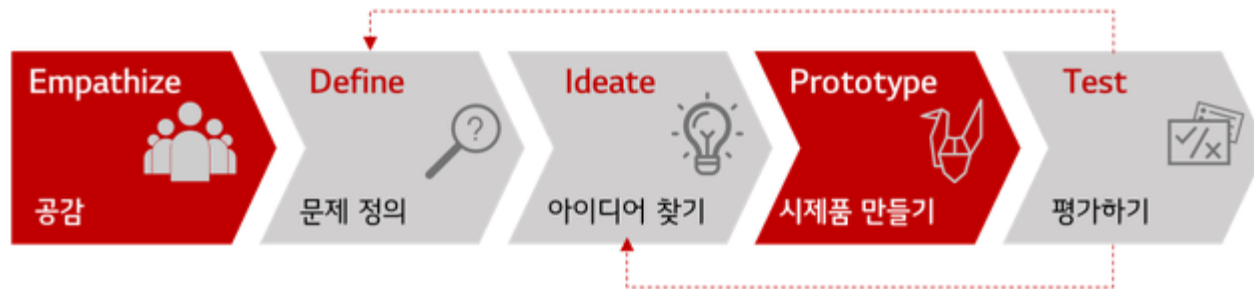 Empathize
공감
Define
?
문제 정의
Ideate
아이디어 찾기
Prototype
시제품 만들기
Test
평가하기